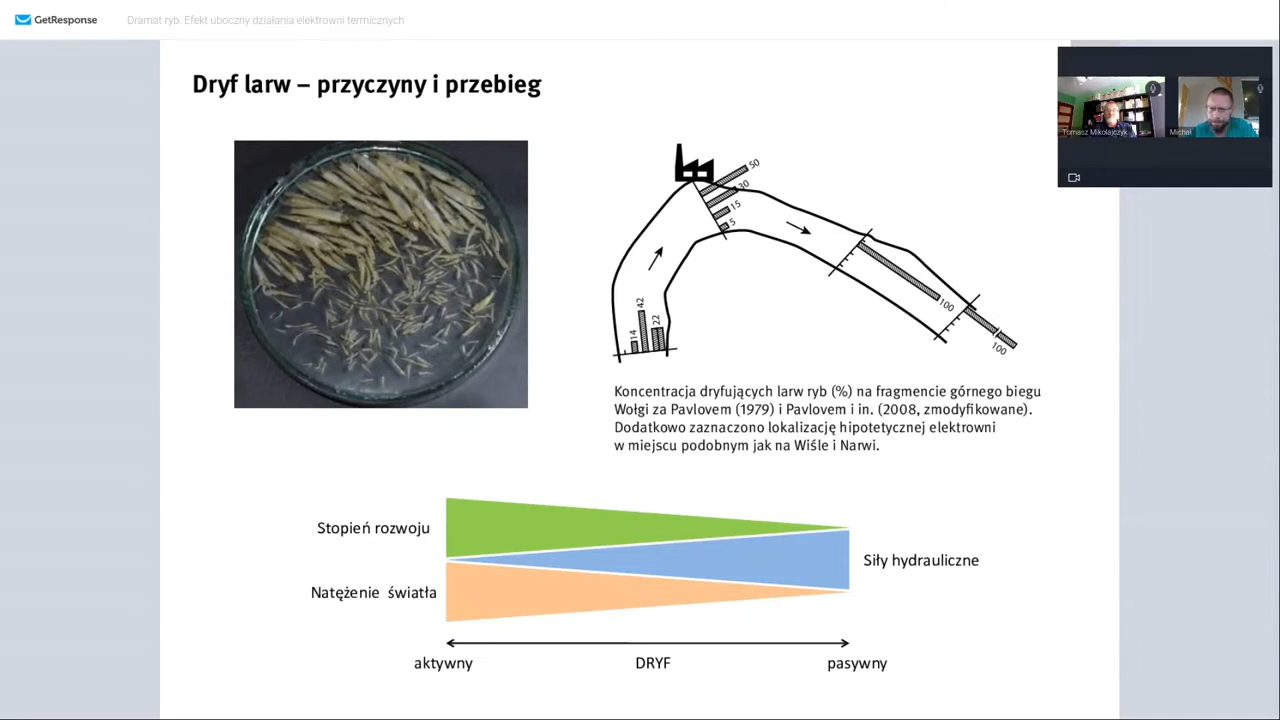 GetResponse
Dramat ryb. Efekt uboczny działania elektrowni termicznych
Dryf larw – przyczyny i przebieg
Tomasz Mikolajczyk
Michał
50
30
15
5
42
14
22
100
100
Koncentracja dryfujących larw ryb (%) na fragmencie górnego biegu
Wołgi za Pavlovem (1979) i Pavlovem i in. (2008, zmodyfikowane).
Dodatkowo zaznaczono lokalizację hipotetycznej elektrowni
w miejscu podobnym jak na Wiśle i Narwi.
Stopień rozwoju
Siły hydrauliczne
Natężenie światła
aktywny
DRYF
pasywny